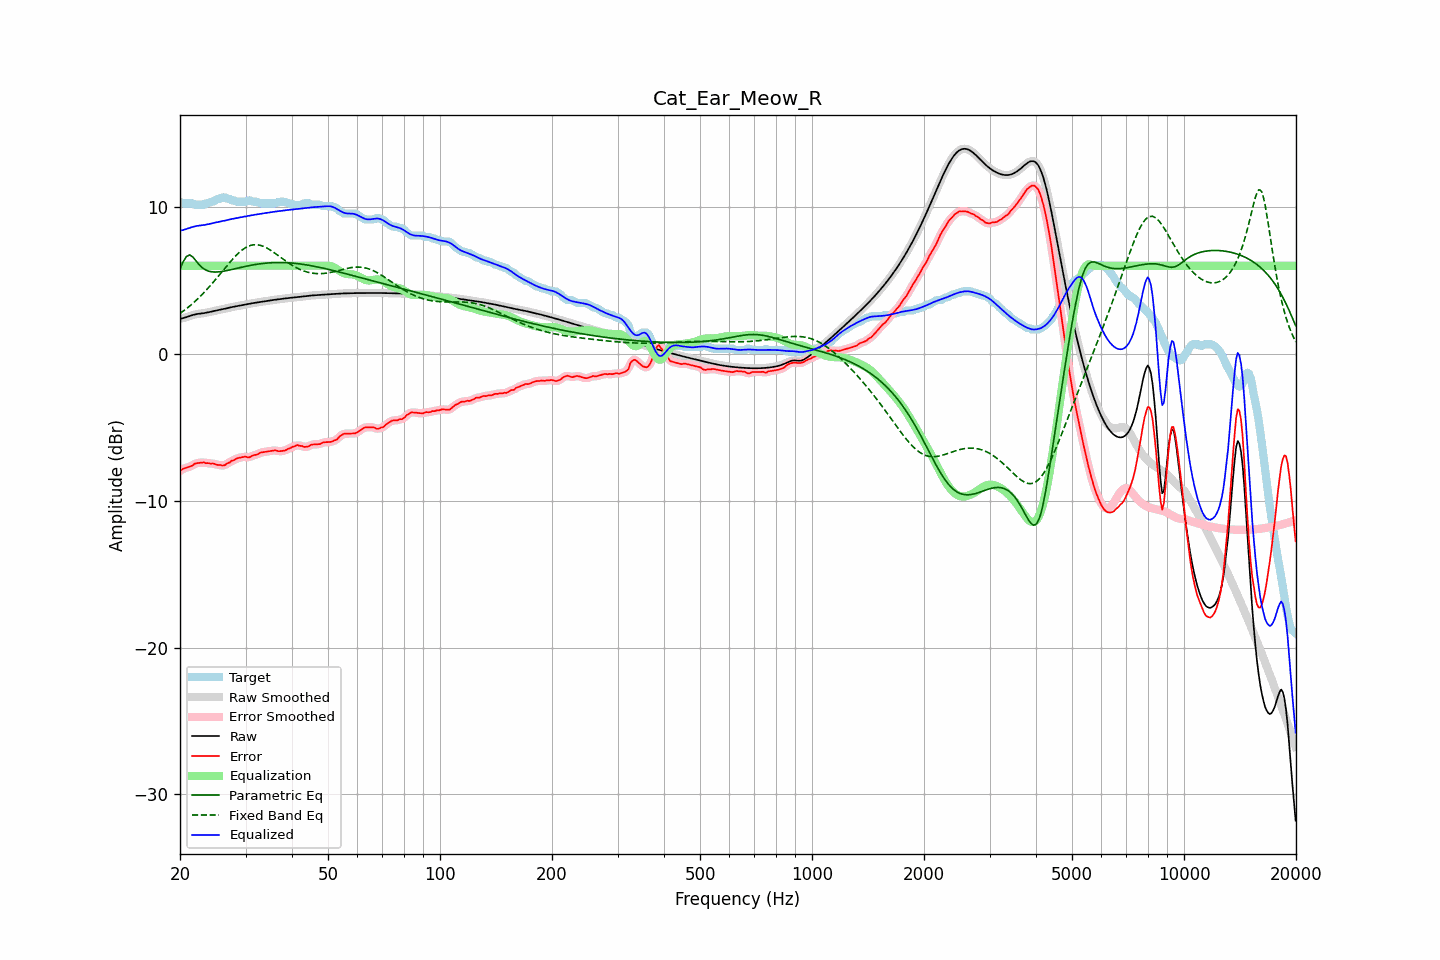 Cat_Ear_Meow_R
Amplitude (dBr)
10
0
−10
−20
−30
Target
Raw Smoothed
Error Smoothed
Raw
Error
Equalization
Parametric Eq
Fixed Band Eq
Equalized
20 50 100 200 500 1000 2000 5000 10000 20000
Frequency (Hz)